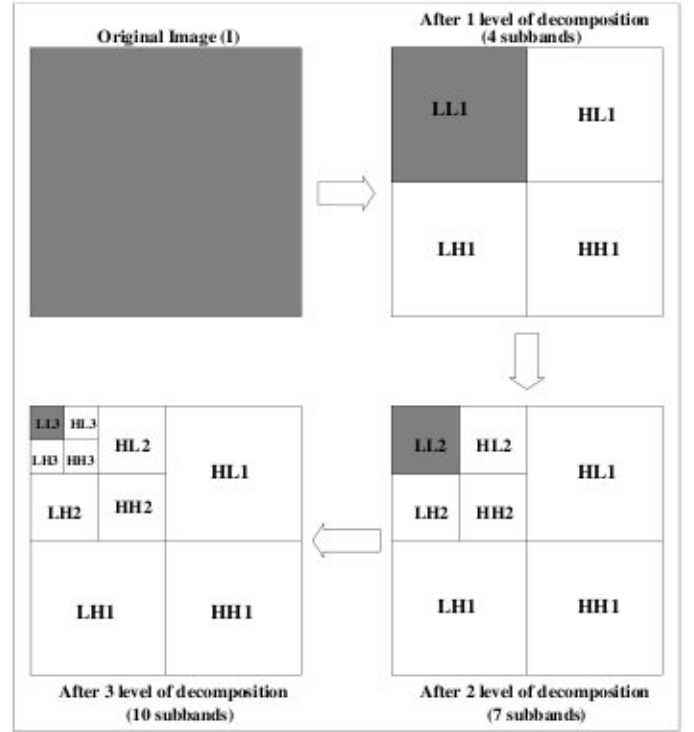 Original Image (I)
After 1 level of decomposition
(4 subbands)
LL1
HL1
LH1
HH1
LL3 HL3
LH3 HH3
HL2
HL1
LH2
HH2
LH1
HH1
After 3 level of decomposition
(10 subbands)
LL2
HL2
HL1
LH2
HH2
LH1
HH1
After 2 level of decomposition
(7 subbands)